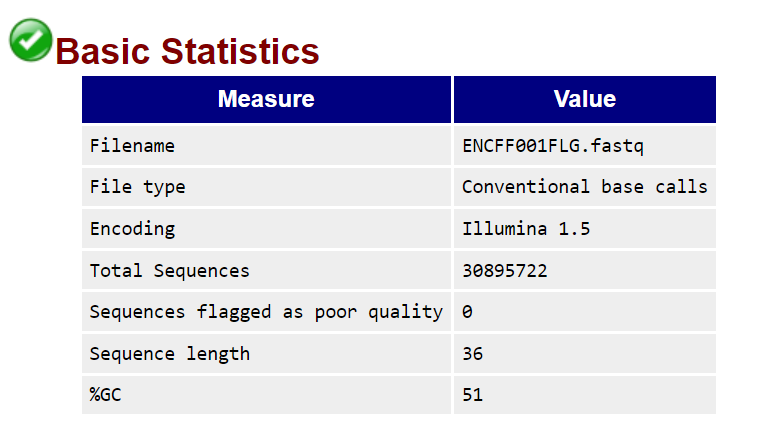 Basic Statistics
Measure Value
Filename ENCFF001FLG.fastq
File type Conventional base calls
Encoding Illumina 1.5
Total Sequences 30895722
Sequences flagged as poor quality 0
Sequence length 36
%GC 51